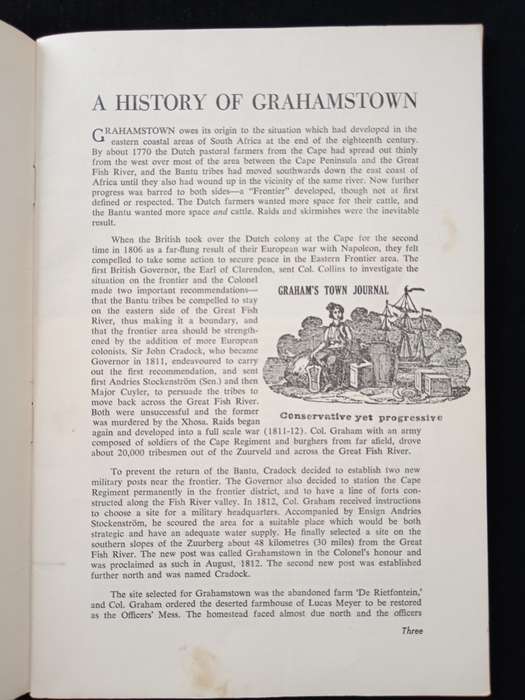 A HISTORY OF GRAHAMSTOWN
GRAHAMSTOWN owes its origin to the situation which had developed in the
eastern coastal areas of South Africa at the end of the eighteenth century.
By about 1770 the Dutch pastoral farmers from the Cape had spread out thinly
from the west over most of the area between the Cape Peninsula and the Great
Fish River, and the Bantu tribes had moved southwards down the east coast of
Africa until they also had wound up in the vicinity of the same river. Now further
progress was barred to both sides—a "Frontier" developed, though not at first
defined or respected. The Dutch farmers wanted more space for their cattle, and
the Bantu wanted more space and cattle. Raids and skirmishes were the inevitable
result.
When the British took over the Dutch colony at the Cape for the second
time in 1806 as a far-flung result of their European war with Napoleon, they felt
compelled to take some action to secure peace in the Eastern Frontier area. The
first British Governor, the Earl of Clarendon, sent Col. Collins to investigate the
situation on the frontier and the Colonel
made two important recommendations—
that the Bantu tribes be compelled to stay
on the eastern side of the Great Fish
River, thus making it a boundary, and
that the frontier area should be strength-
ened by the addition of more European
colonists. Sir John Cradock, who became
Governor in 1811, endeavoured to carry
out the first recommendation, and sent
first Andries Stockenström (Sen.) and then
Major Cuyler, to persuade the tribes to
move back across the Great Fish River.
Both were unsuccessful and the former
was murdered by the Xhosa. Raids began
GRAHAM'S TOWN JOURNAL
Conservative yet progressive
again and developed into a full scale war (1811-12). Col. Graham with an army
composed of soldiers of the Cape Regiment and burghers from far afield, drove
about 20,000 tribesmen out of the Zuurveld and across the Great Fish River.
To prevent the return of the Bantu, Cradock decided to establish two new
military posts near the frontier. The Governor also decided to station the Cape
Regiment permanently in the frontier district, and to have a line of forts con-
structed along the Fish River valley. In 1812, Col. Graham received instructions
to choose a site for a military headquarters. Accompanied by Ensign Andries
Stockenström, he scoured the area for a suitable place which would be both
strategic and have an adequate water supply. He finally selected a site on the
southern slopes of the Zuurberg about 48 kilometres (30 miles) from the Great
Fish River. The new post was called Grahamstown in the Colonel's honour and
was proclaimed as such in August, 1812. The second new post was established
further north and was named Cradock.
The site selected for Grahamstown was the abandoned farm 'De Rietfontein,'
and Col. Graham ordered the deserted farmhouse of Lucas Meyer to be restored
as the Officers' Mess. The homestead faced almost due north and the officers
Three